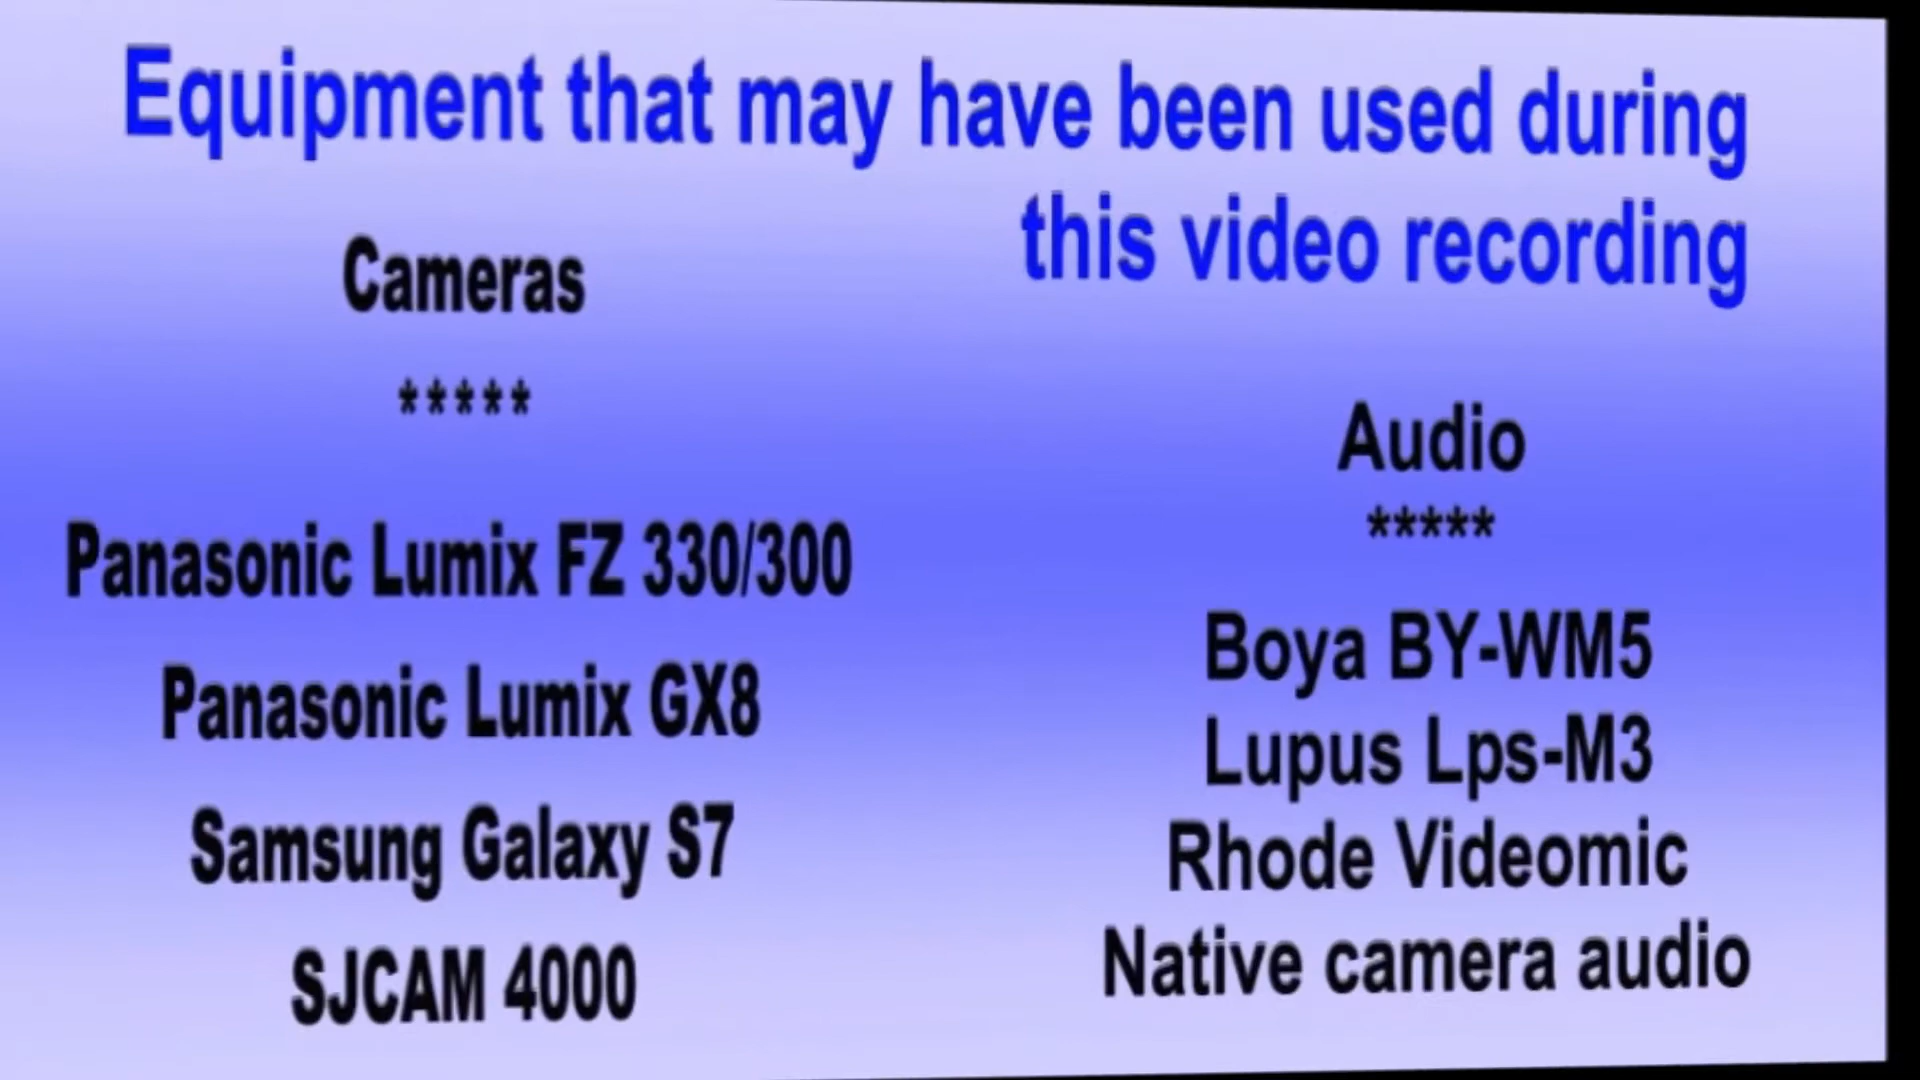 Equipment that may have been used during
this video recording
Cameras
*****
Panasonic Lumix FZ 330/300
Panasonic Lumix GX8
Samsung Galaxy S7
SJCAM 4000
Audio
*****
Boya BY-WM5
Lupus Lps-M3
Rhode Videomic
Native camera audio